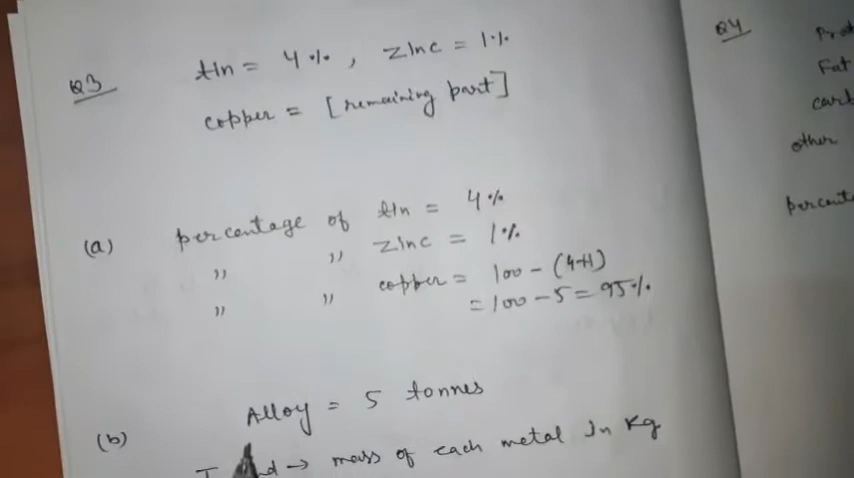 Q3 tin = 4%, zinc = 1%
copper = [remaining part]
(a) percentage of tin = 4%
" " zinc = 1%
" " copper = 100 - (4+1)
= 100 - 5 = 95%
(b) Alloy = 5 tonnes
→ mass of each metal in kg
Q4
Fat
other